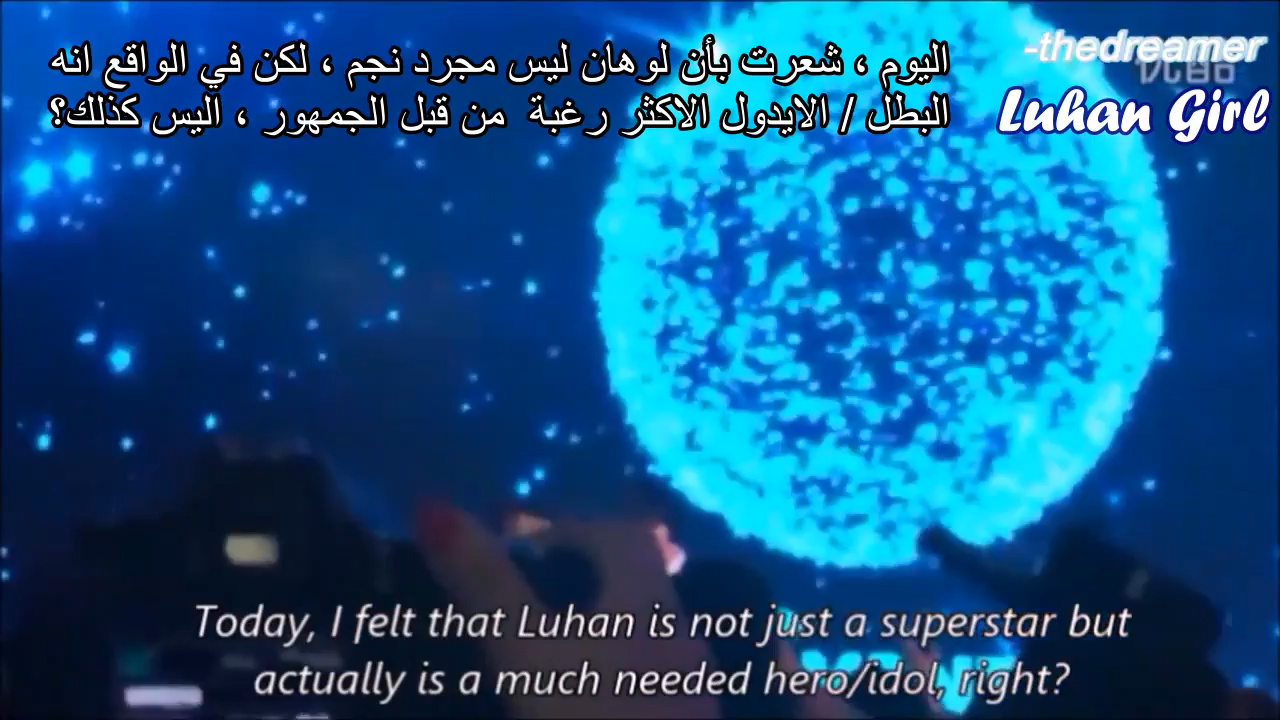 اليوم ، شعرت بأن لوهان ليس مجرد نجم ، لكن في الواقع انه
البطل / الايدول الاكثر رغبة  من قبل الجمهور ، اليس كذلك؟
-thedreamer
Luhan Girl
Today, I felt that Luhan is not just a superstar but
actually is a much needed hero/idol, right?